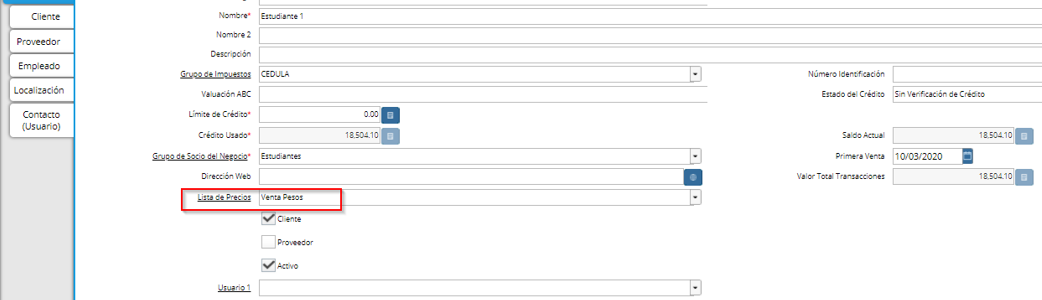 Cliente
Proveedor
Empleado
Localización
Contacto
(Usuario)
Nombre* Estudiante 1
Nombre 2
Descripción
Grupo de Impuestos CEDULA Número Identificación
Valuación ABC Estado del Crédito Sin Verificación de Crédito
Límite de Crédito* 0.00
Crédito Usado* 18,504.10 Saldo Actual 18,504.10
Grupo de Socio del Negocio* Estudiantes Primera Venta 10/03/2020
Dirección Web Valor Total Transacciones 18,504.10
Lista de Precios Venta Pesos
Cliente
Proveedor
Activo
Usuario 1